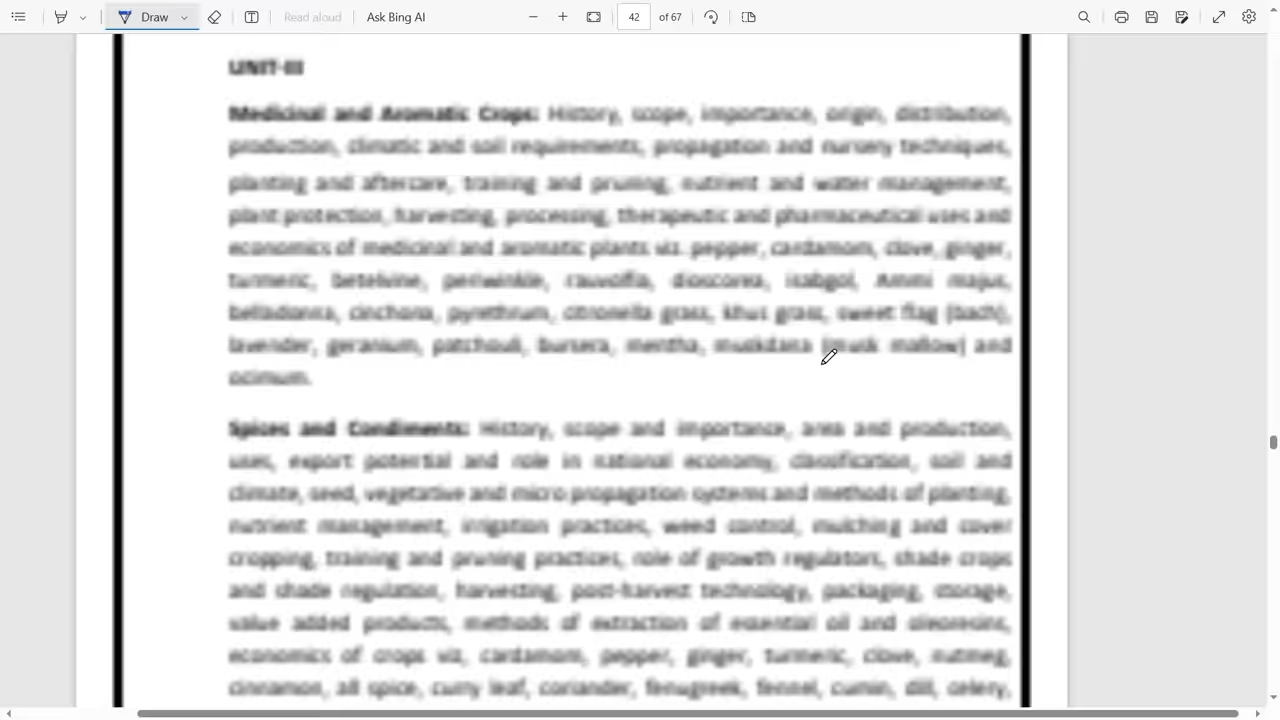 Draw
Read aloud
Ask Bing AI
42
of 67
UNIT-III
Medicinal and Aromatic Crops: History, scope, importance, origin, distribution,
production, climatic and soil requirements, propagation and nursery techniques,
planting and aftercare, training and pruning, nutrient and water management,
plant protection, harvesting, processing, therapeutic and pharmaceutical uses and
economics of medicinal and aromatic plants viz. pepper, cardamom, clove, ginger,
turmeric, betelvine, periwinkle, rauvolfia, dioscorea, isabgol, Ammi majus,
belladonna, cinchona, pyrethrum, citronella grass, khus grass, sweet flag (bach),
lavender, geranium, patchouli, bursera, mentha, muskdana (musk mallow) and
ocimum.
Spices and Condiments: History, scope and importance, area and production,
uses, export potential and role in national economy, classification, soil and
climate, seed, vegetative and micro propagation systems and methods of planting,
nutrient management, irrigation practices, weed control, mulching and cover
cropping, training and pruning practices, role of growth regulators, shade crops
and shade regulation, harvesting, post-harvest technology, packaging, storage,
value added products, methods of extraction of essential oil and oleoresins,
economics of crops viz, cardamom, pepper, ginger, turmeric, clove, nutmeg,
cinnamon, all spice, curry leaf, coriander, fenugreek, fennel, cumin, dill, celery,